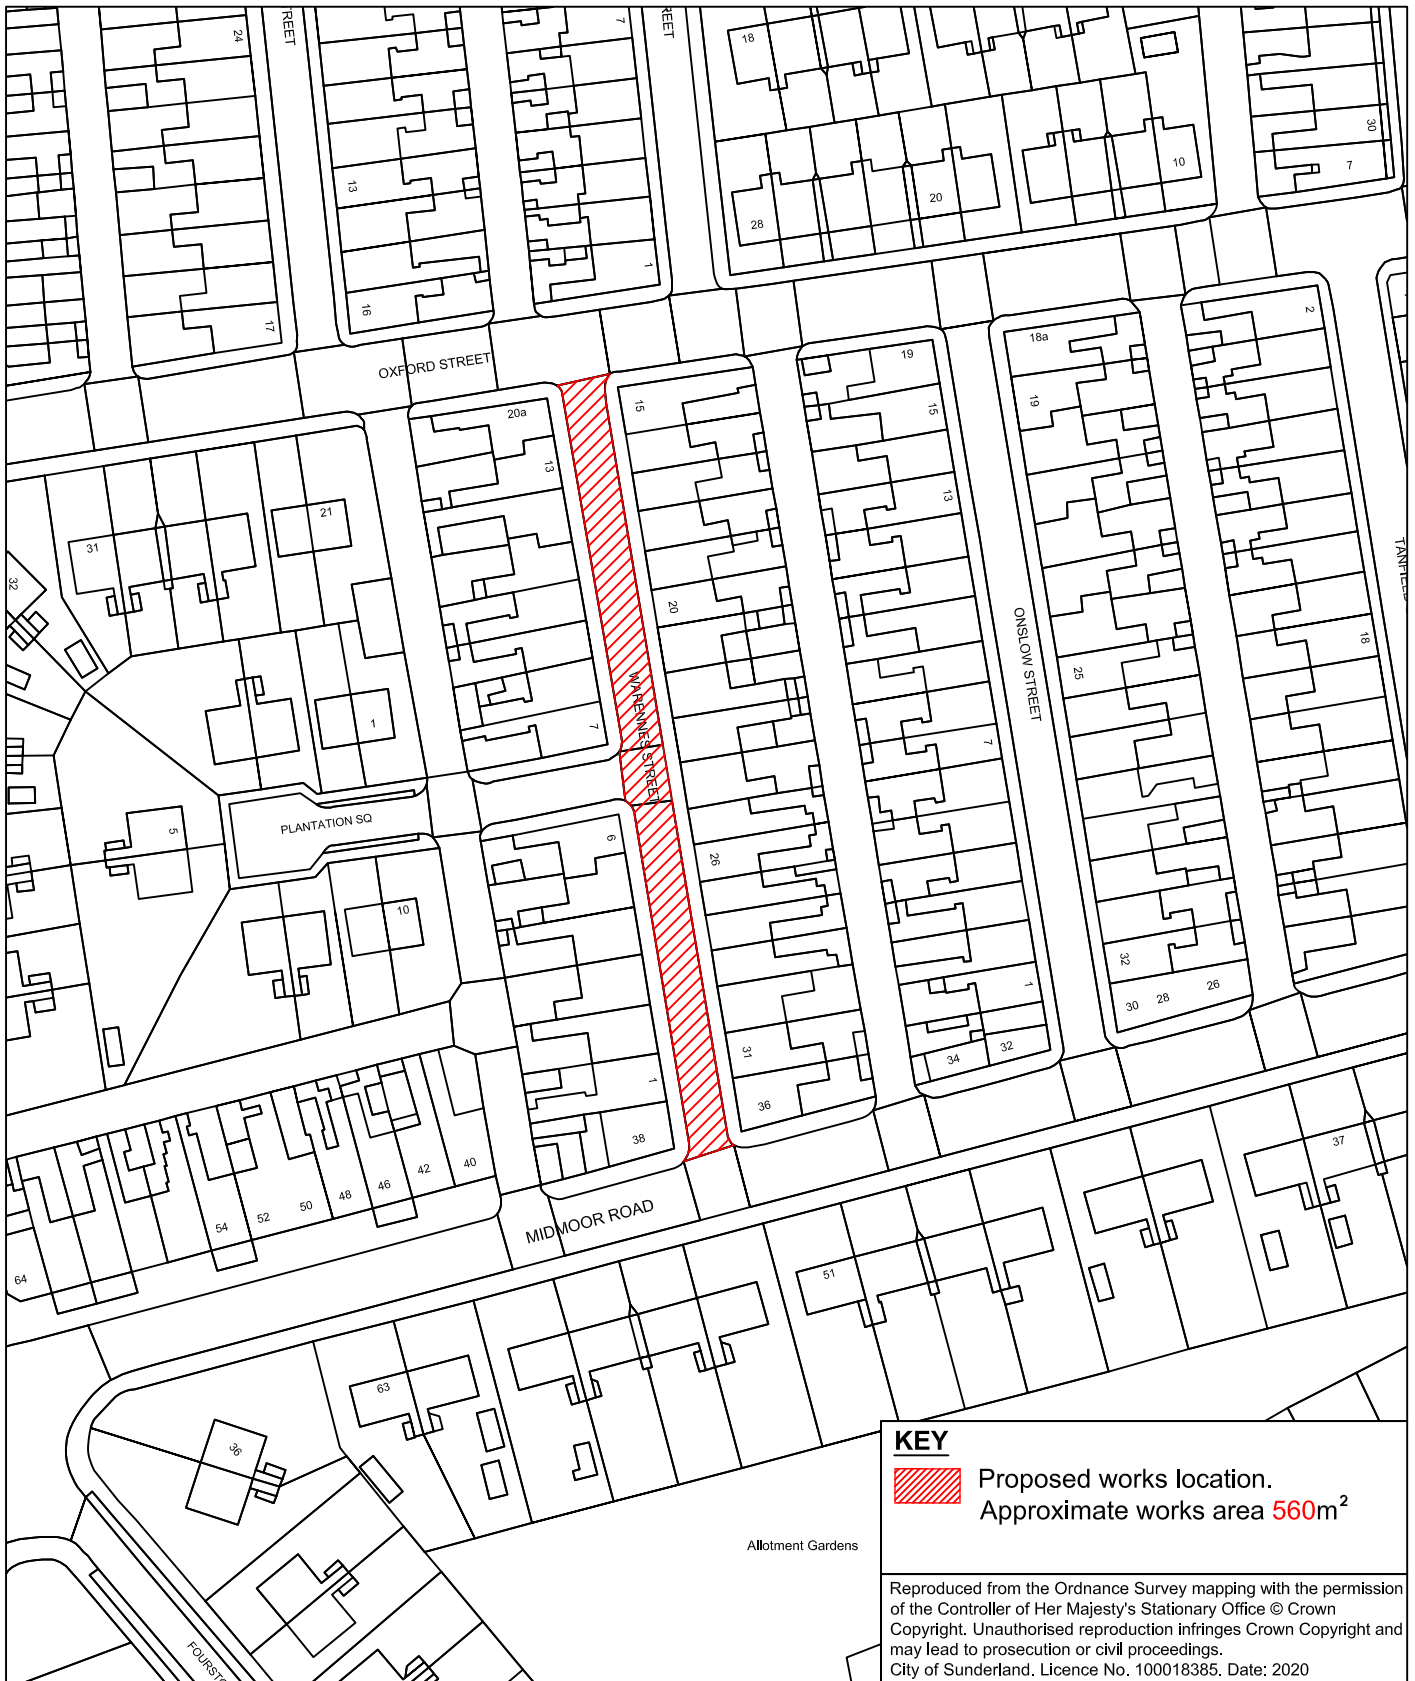 24
STREET
7
REET
18
30
7
13
10
20
28
1
16
17
OXFORD STREET
2
18a
19
19
15
15
20a
13
13
21
31
32
20
TANFIELD
18
ONSLOW STREET
25
WARENNES STREET
1
7
7
PLANTATION SQ
5
6
26
10
32
1
30
28
26
31
34
32
1
36
38
37
40
42
46
48
50
52
54
64
MIDMOOR ROAD
51
63
36
KEY
Proposed works location.
Approximate works area 560m²
Allotment Gardens
Reproduced from the Ordnance Survey mapping with the permission
of the Controller of Her Majesty's Stationary Office © Crown
Copyright. Unauthorised reproduction infringes Crown Copyright and
may lead to prosecution or civil proceedings.
City of Sunderland. Licence No. 100018385. Date: 2020